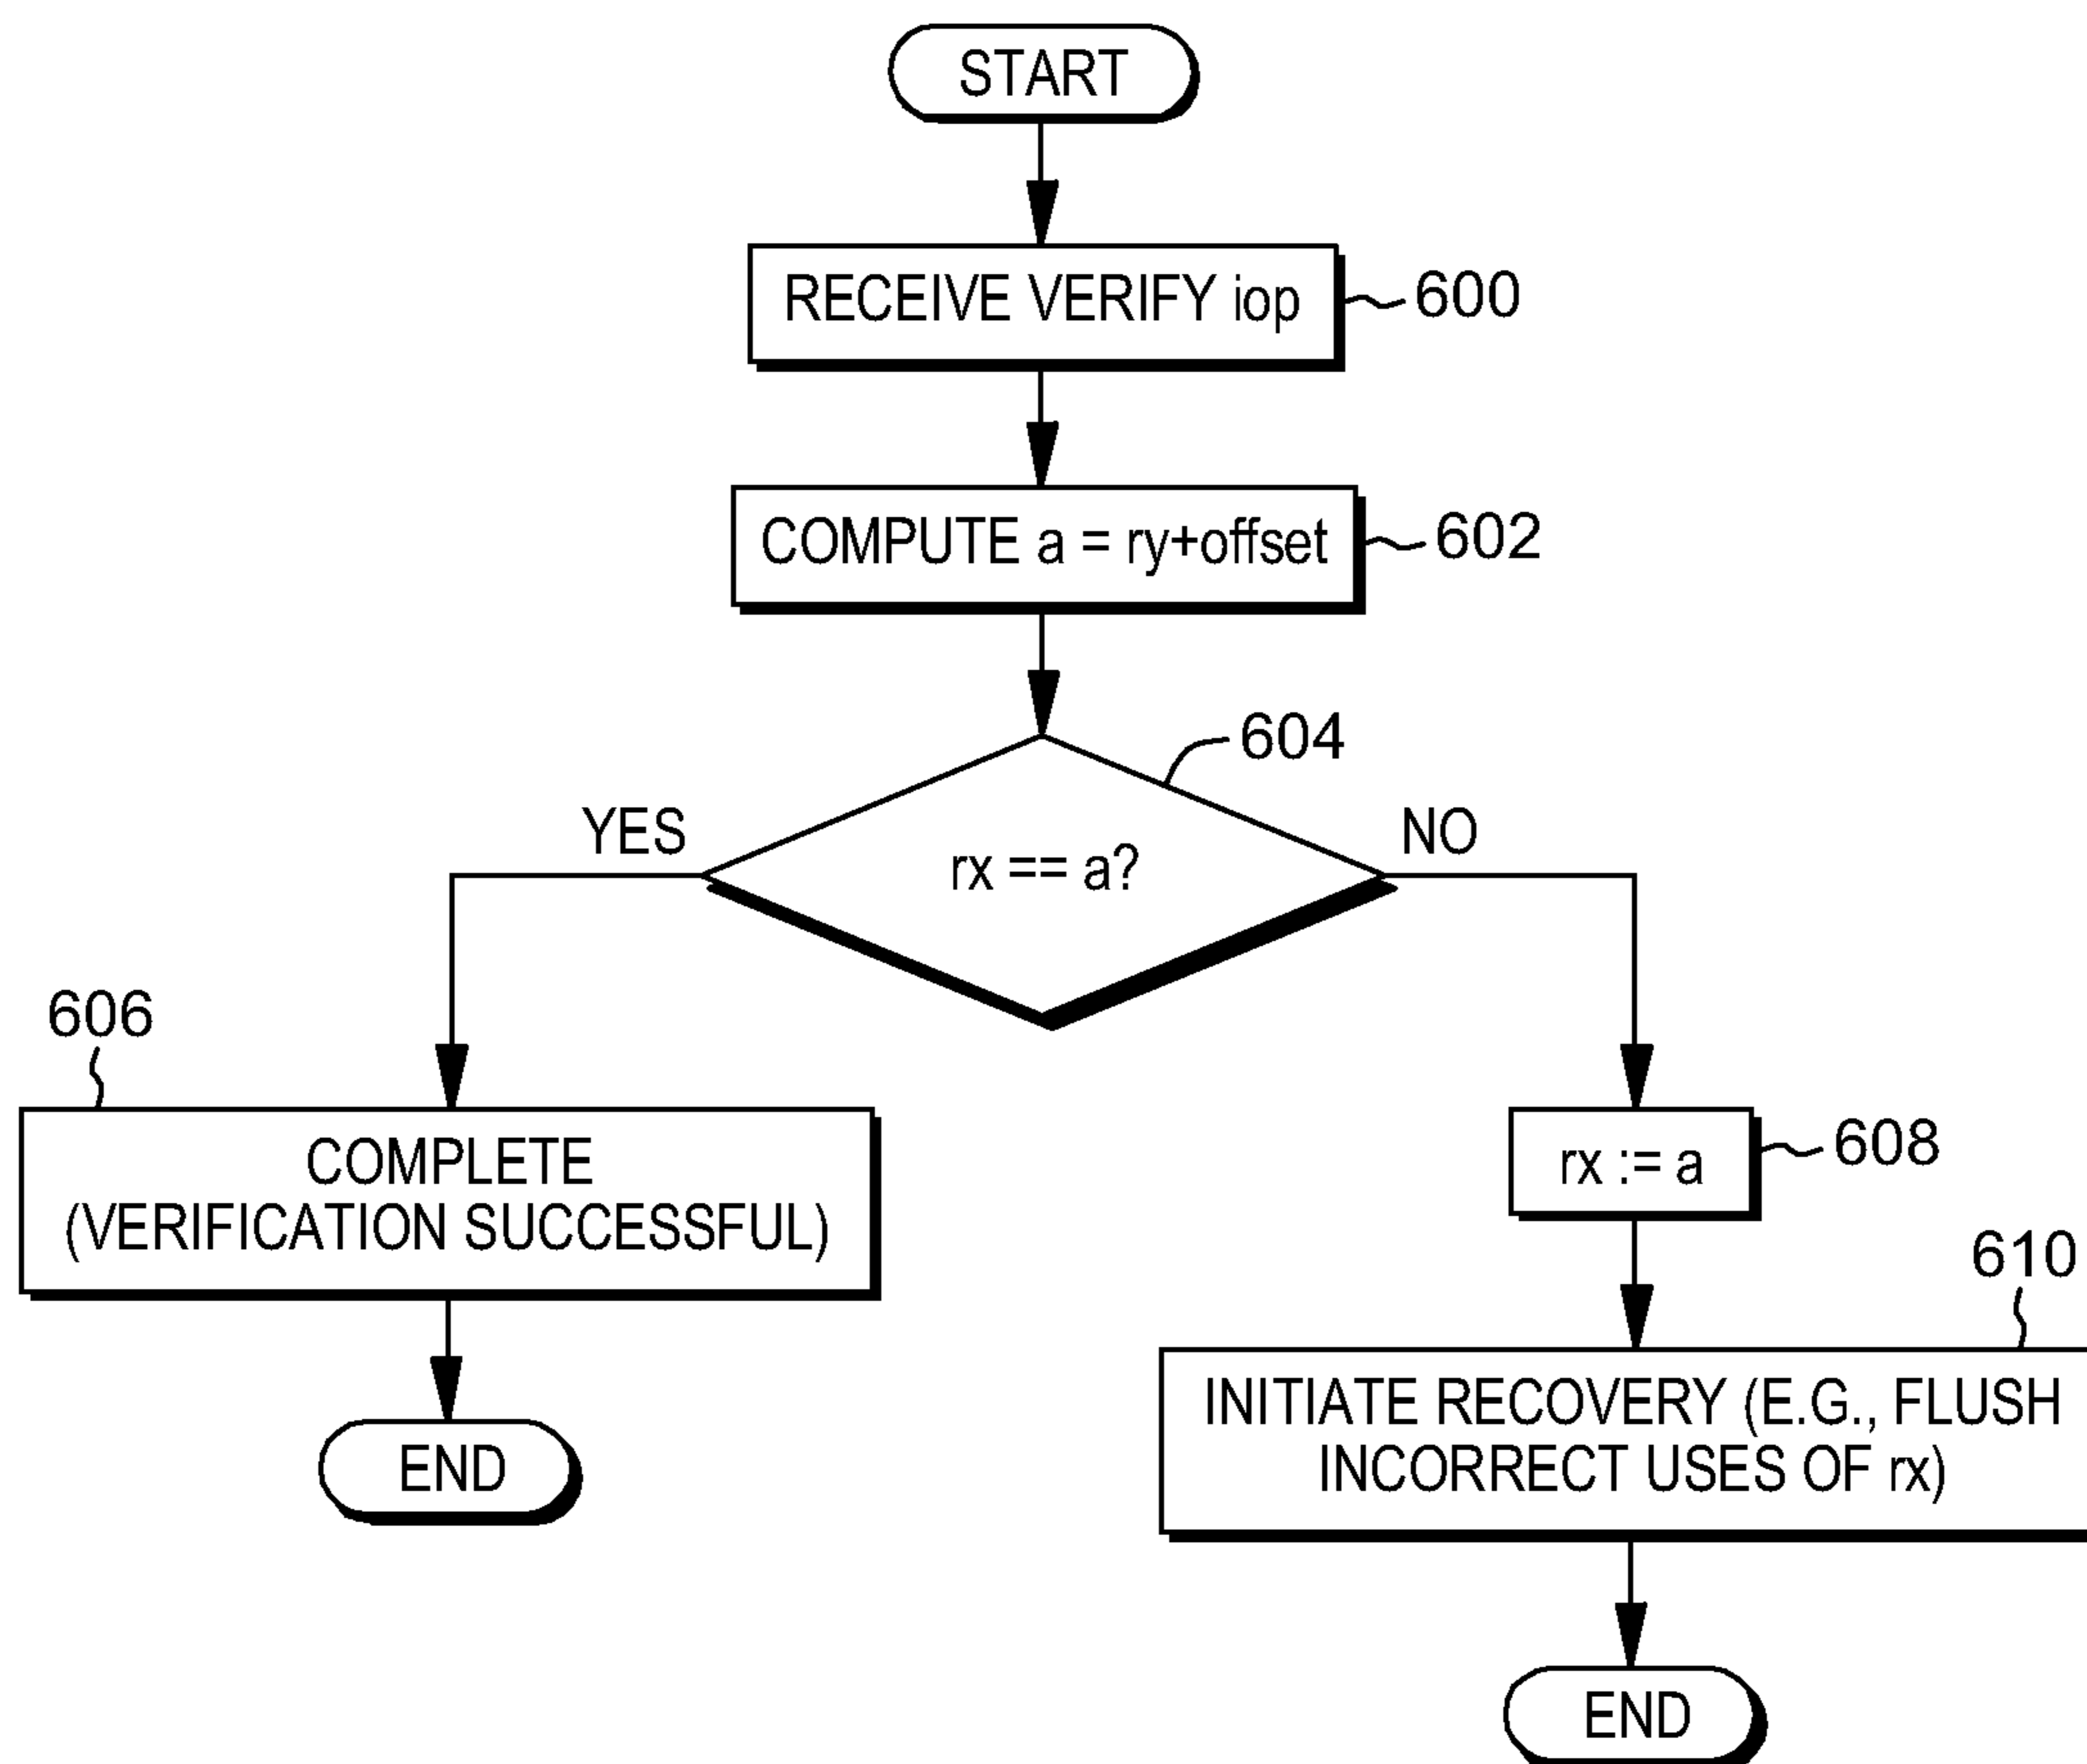 START
RECEIVE VERIFY iop
600
COMPUTE a = ry+offset
602
604
YES
rx == a?
NO
606
COMPLETE
(VERIFICATION SUCCESSFUL)
rx := a
608
610
INITIATE RECOVERY (E.G., FLUSH
INCORRECT USES OF rx)
END
END